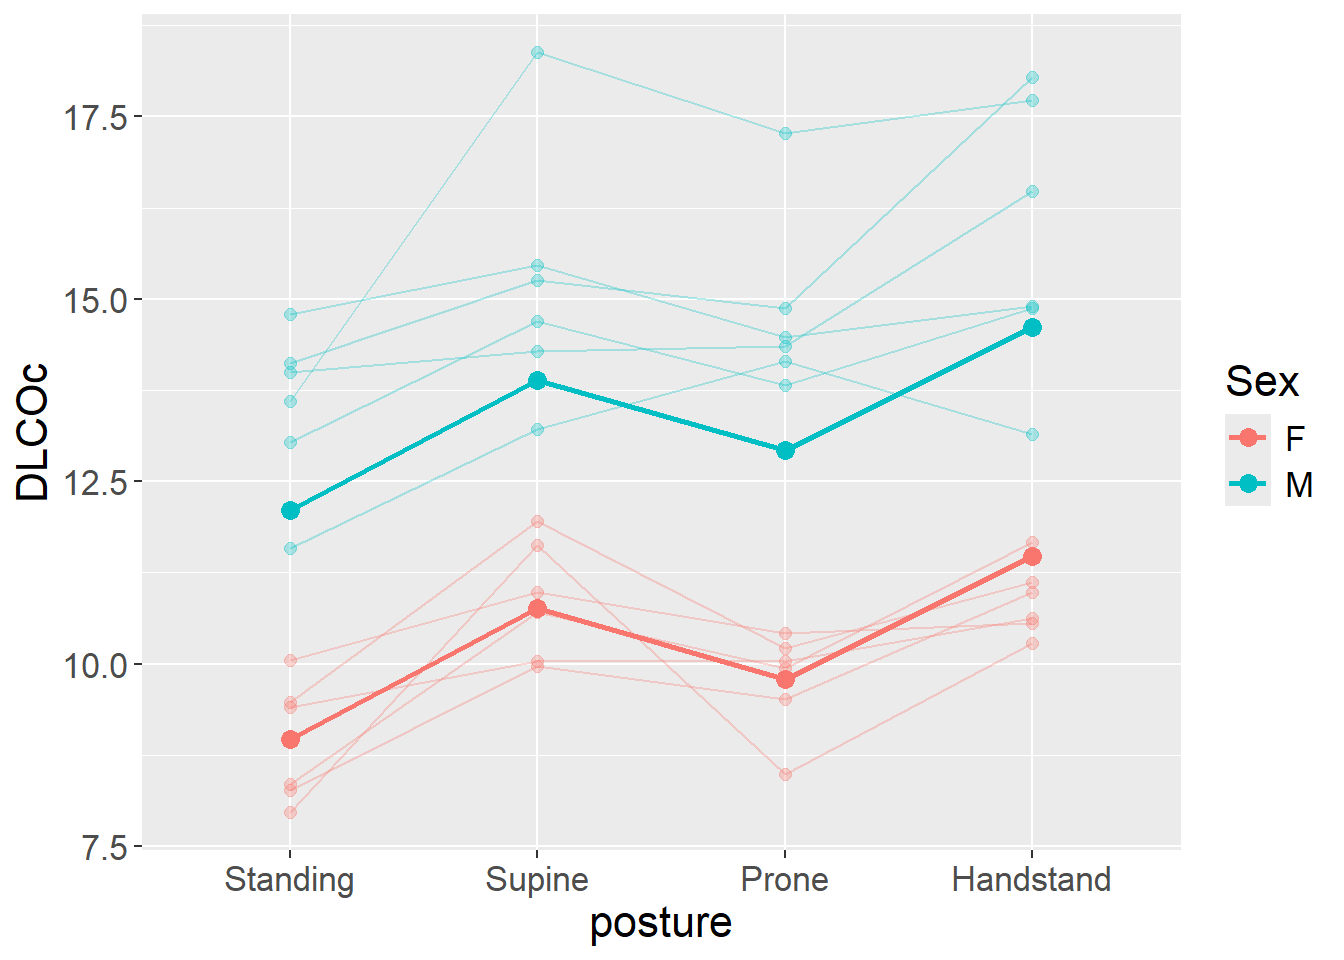 17.5
15.0
12.5
10.0
7.5
DLCOc
Standing Supine Prone Handstand
posture
Sex
F
M